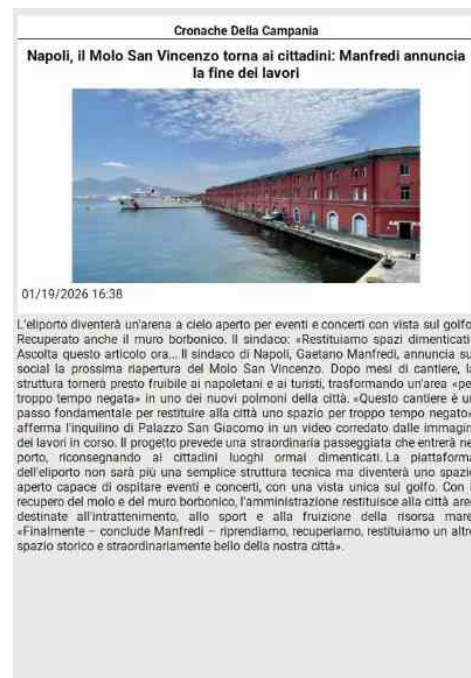 Cronache Della Campania
Napoli, il Molo San Vincenzo torna ai cittadini: Manfredi annuncia
la fine dei lavori
01/19/2026 16:38
L'eliporto diventerà un'arena a cielo aperto per eventi e concerti con vista sul golfo
Recuperato anche il muro borbonico. Il sindaco: «Restituiamo spazi dimenticati
Ascolta questo articolo ora... Il sindaco di Napoli, Gaetano Manfredi, annuncia su
social la prossima riapertura del Molo San Vincenzo. Dopo mesi di cantiere, la
struttura tornerà presto fruibile ai napoletani e ai turisti, trasformando un'area «pe
troppo tempo negata» in uno dei nuovi polmoni della città. «Questo cantiere è un
passo fondamentale per restituire alla città uno spazio per troppo tempo negato»
afferma l'inquilino di Palazzo San Giacomo in un video corredato dalle immagin
dei lavori in corso. Il progetto prevede una straordinaria passeggiata che entrerà ne
porto, riconsegnando ai cittadini luoghi ormai dimenticati. La piattaforma
dell'eliporto non sarà più una semplice struttura tecnica ma diventerà uno spazio
aperto capace di ospitare eventi e concerti, con una vista unica sul golfo. Con i
recupero del molo e del muro borbonico, l'amministrazione restituisce alla città aree
destinate all'intrattenimento, allo sport e alla fruizione della risorsa mare
«Finalmente – conclude Manfredi – riprendiamo, recuperiamo, restituiamo un altro
spazio storico e straordinariamente bello della nostra città».